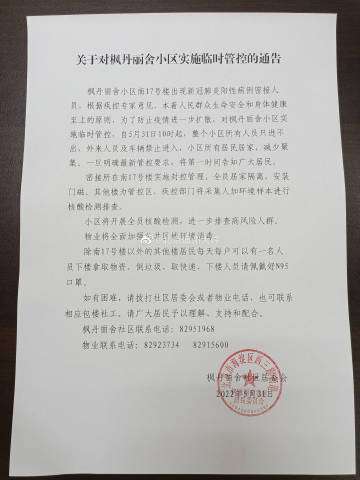 关于对枫丹丽舍小区实施临时管控的通告
枫丹丽舍小区南17号楼出现新冠肺炎阳性病例密接人
员，根据疾控专家意见，本着人民群众生命安全和身体健康
至上的原则，为了防止疫情进一步扩散，对枫丹丽舍小区实
施临时管控，自5月31日10时起，整个小区所有人员只进不
出，外来人员及车辆禁止进入，小区所有居民居家，减少聚
集。一旦明确最新管控要求，将第一时间告知广大居民。
密接所在南17号楼实施封控管理，全员居家隔离，安装
门磁。其他楼为管控区，疾控部门将采集人和环境样本进行
核酸检测排查。
小区将开展全员核酸检测，进一步排查高风险人群。
物业将全面加强公共区域环境消毒。
除南17号楼以外的其他楼居民每天每户可以有一名人
员下楼拿取物资、倒垃圾、取快递，下楼人员请佩戴好N95
口罩。
如有困难，请拨打社区居委会或者物业电话，也可联系
相应包楼社工。请广大居民予以理解、支持和配合。
枫丹丽舍社区联系电话：82951968
物业联系电话：82923734 82915600
枫丹丽舍社区居委会
2022年5月31日